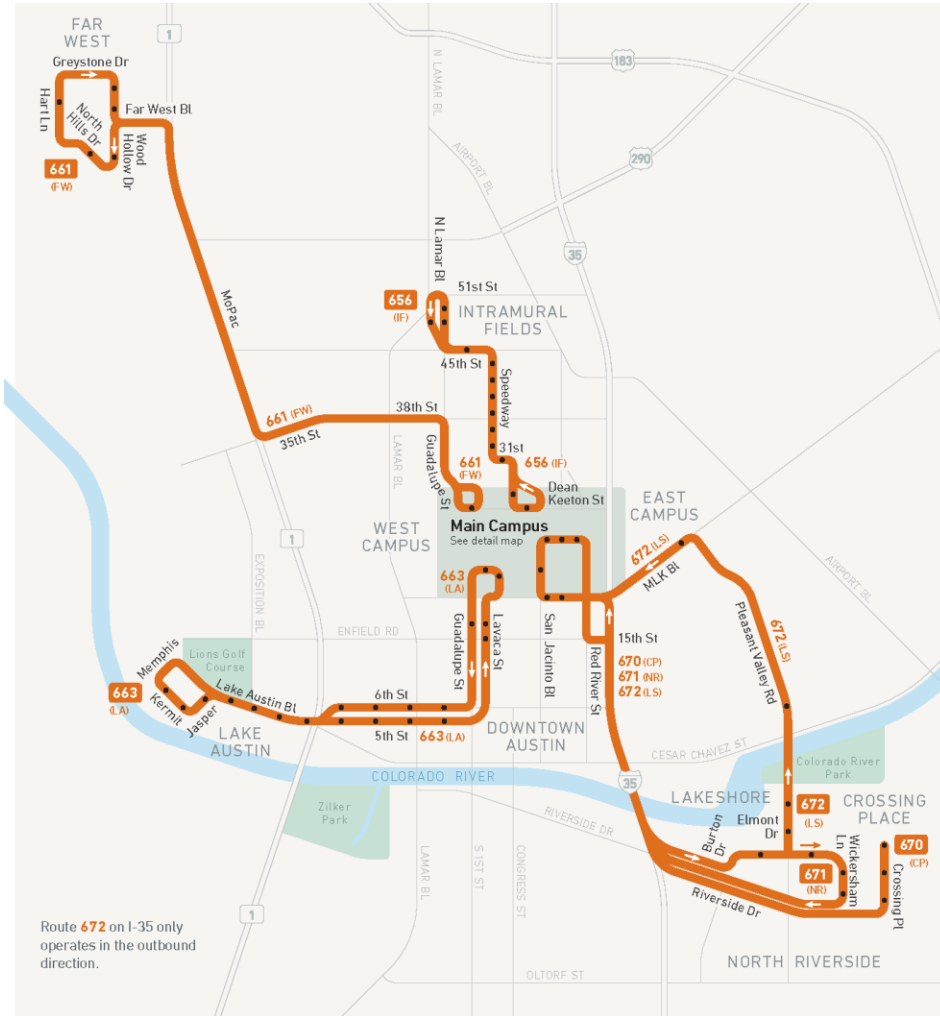 FAR
WEST
Greystone Dr
Hart Ln
North
Hills Dr
Far West Bl
Wood
Hollow Dr
661
(FW)
1
N LAMAR BL
183
AIRPORT BL
290
35
MoPac
N Lamar Bl
51st St
656
(IF)
INTRAMURAL
FIELDS
45th St
Speedway
661 (FW)
35th St
38th St
LAMAR BL
Guadalupe St
31st
661
(FW)
656 (IF)
Dean
Keeton St
EAST
CAMPUS
WEST
CAMPUS
Main Campus
See detail map
672 (LS)
MLK Bl
AIRPORT BL
1
EXPOSITION BL
663
(LA)
Guadalupe St
Lavaca St
San Jacinto Bl
Red River St
15th St
670 (CP)
671 (NR)
672 (LS)
Pleasant Valley Rd
672 (LS)
ENFIELD RD
Lions Golf
Course
Memphis
Kermit
Jasper
663
(LA)
Lake Austin Bl
LAKE
AUSTIN
6th St
5th St
663 (LA)
DOWNTOWN
AUSTIN
CESAR CHAVEZ ST
COLORADO RIVER
Colorado River
Park
35
Zilker
Park
RIVERSIDE DR
LAKESHORE
CROSSING
PLACE
Burton
Dr
Elmont
Dr
672
(LS)
Wickersham
Ln
670
(CP)
671
(NR)
Crossing Pl
Riverside Dr
LAMAR BL
S 1ST ST
CONGRESS ST
1
Route 672 on I-35 only
operates in the outbound
direction.
NORTH RIVERSIDE
OLTORF ST